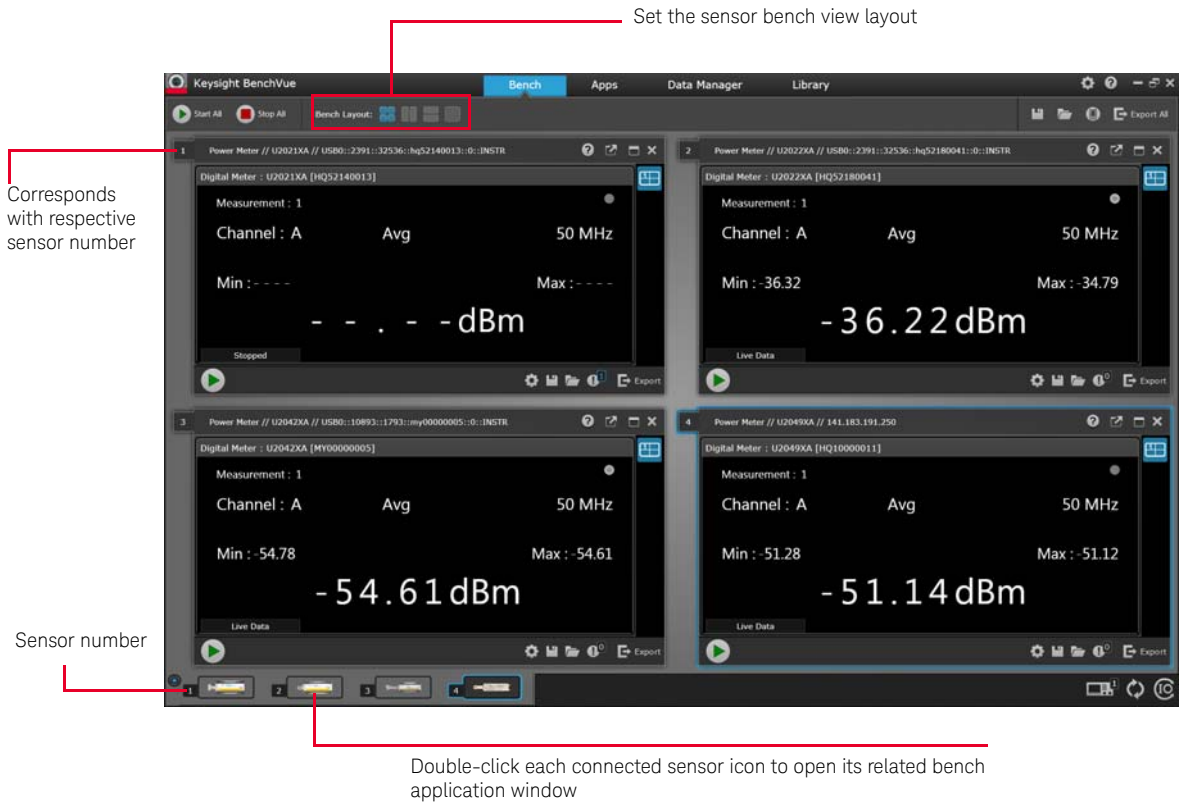 Set the sensor bench view layout
Keysight BenchVue
Bench
Apps
Data Manager
Library
Start All
Stop All
Bench Layout:
Export All
Corresponds
with respective
sensor number
1
Power Meter // U2021XA // USB0::2391::32536::hq52140013::0::INSTR
Digital Meter : U2021XA [HQ52140013]
Measurement : 1
Channel : A
Avg
50 MHz
Min :- - - -
Max :- - - -
- - . - -dBm
Stopped
1
Export
2
Power Meter // U2022XA // USB0::2391::32536::hq52180041::0::INSTR
Digital Meter : U2022XA [HQ52180041]
Measurement : 1
Channel : A
Avg
50 MHz
Min :-36.32
Max :-34.79
-36.22dBm
Live Data
0
Export
3
Power Meter // U2042XA // USB0::10893::1793::my00000005::0::INSTR
Digital Meter : U2042XA [MY00000005]
Measurement : 1
Channel : A
Avg
50 MHz
Min :-54.78
Max :-54.61
-54.61dBm
Live Data
0
Export
4
Power Meter // U2049XA // 141.183.191.250
Digital Meter : U2049XA [HQ10000011]
Measurement : 1
Channel : A
Avg
50 MHz
Min :-51.28
Max :-51.12
-51.14dBm
Live Data
0
Export
Sensor number
1
2
3
4
1
IO
Double-click each connected sensor icon to open its related bench
application window